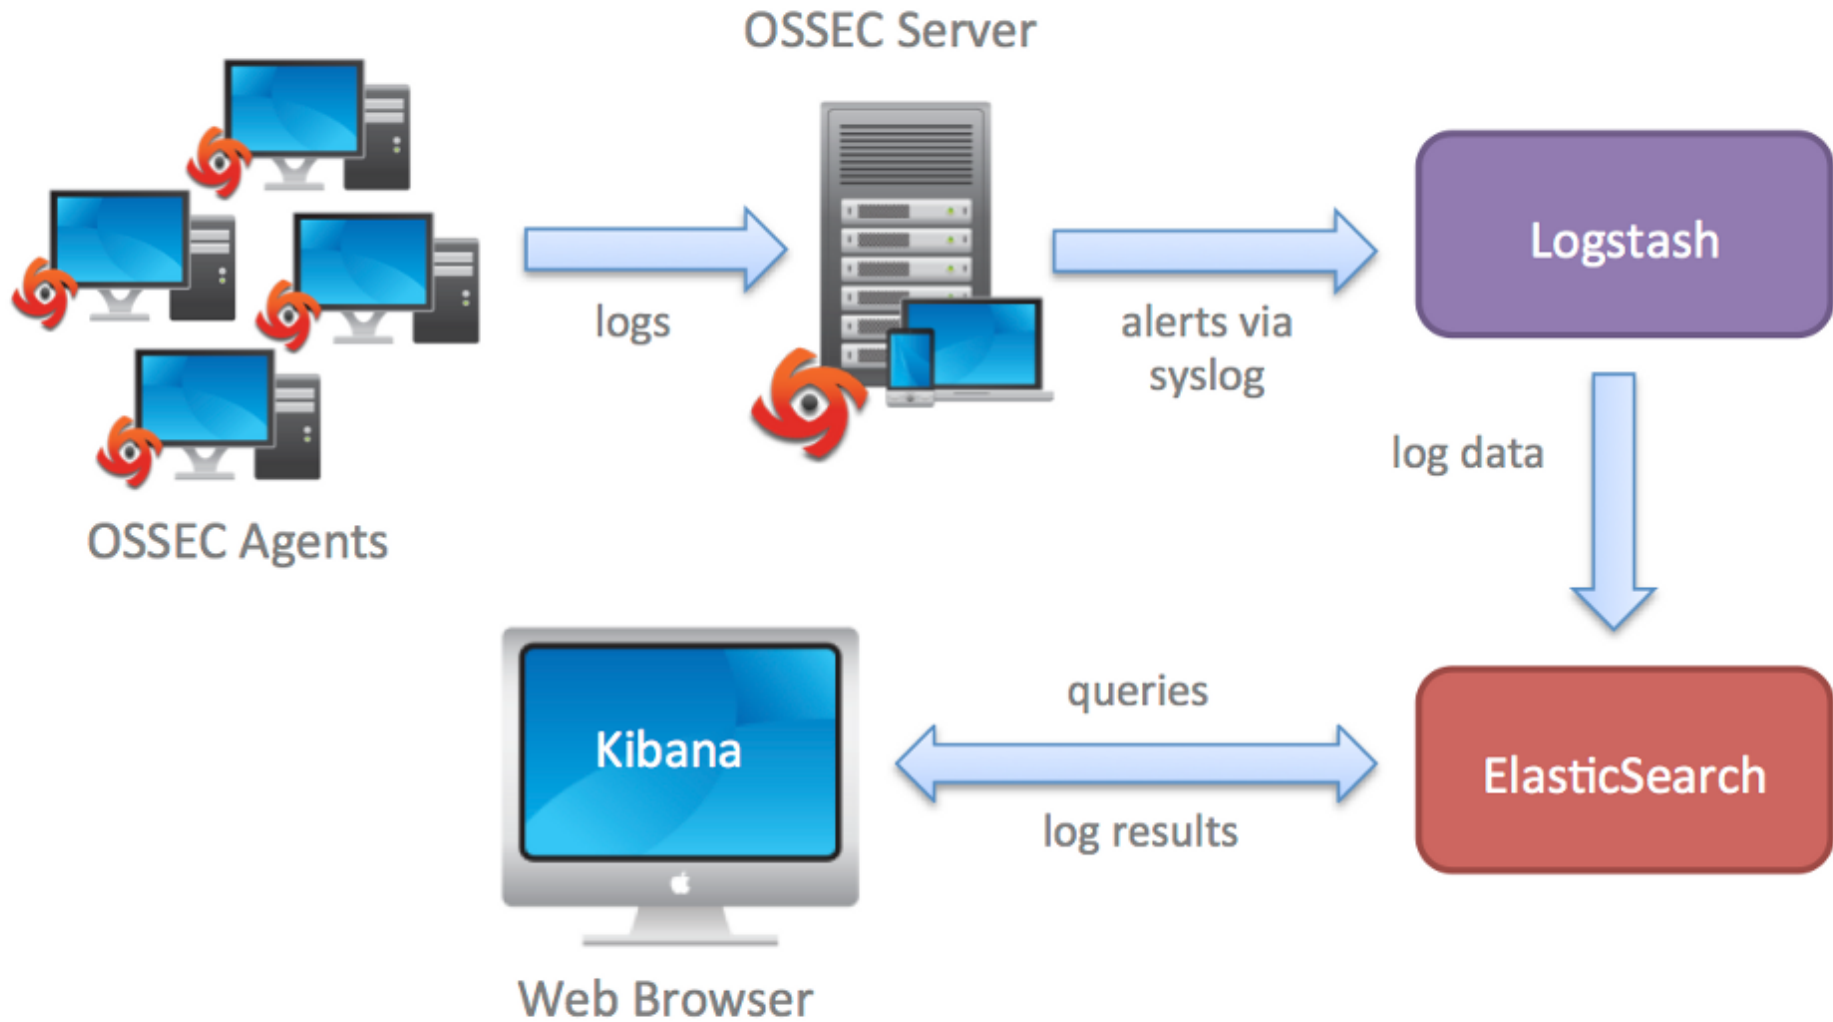 OSSEC Server
Logstash
logs
alerts via
syslog
log data
OSSEC Agents
queries
Kibana
ElasticSearch
log results
Web Browser